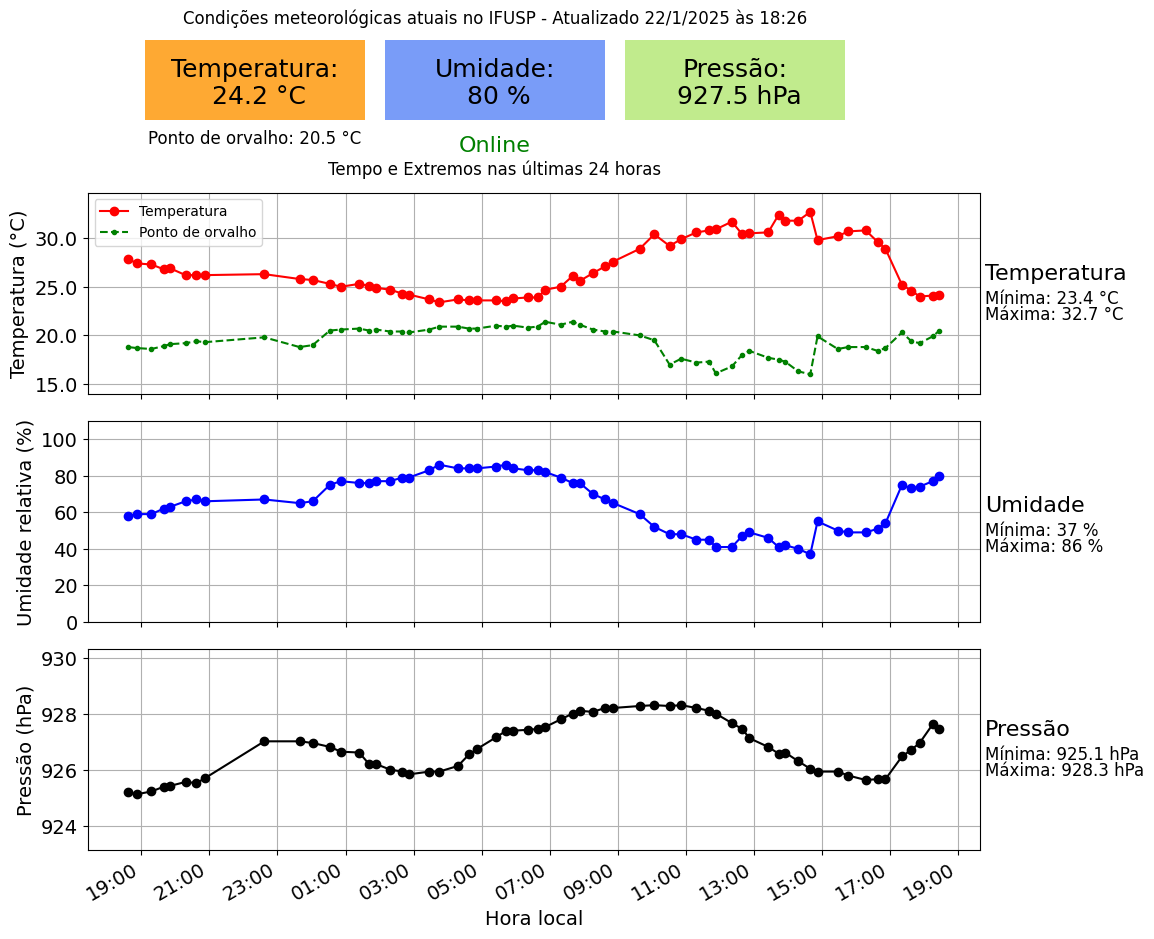 Condições meteorológicas atuais no IFUSP - Atualizado 22/1/2025 às 18:26
Temperatura:
24.2 °C
Umidade:
80 %
Pressão:
927.5 hPa
Ponto de orvalho: 20.5 °C
Online
Tempo e Extremos nas últimas 24 horas
Temperatura (°C)
30.0
25.0
20.0
15.0
Temperatura
Ponto de orvalho
Temperatura
Mínima: 23.4 °C
Máxima: 32.7 °C
Umidade relativa (%)
100
80
60
40
20
0
Umidade
Mínima: 37 %
Máxima: 86 %
Pressão (hPa)
930
928
926
924
Pressão
Mínima: 925.1 hPa
Máxima: 928.3 hPa
19:00
21:00
23:00
01:00
03:00
05:00
07:00
09:00
11:00
13:00
15:00
17:00
19:00
Hora local